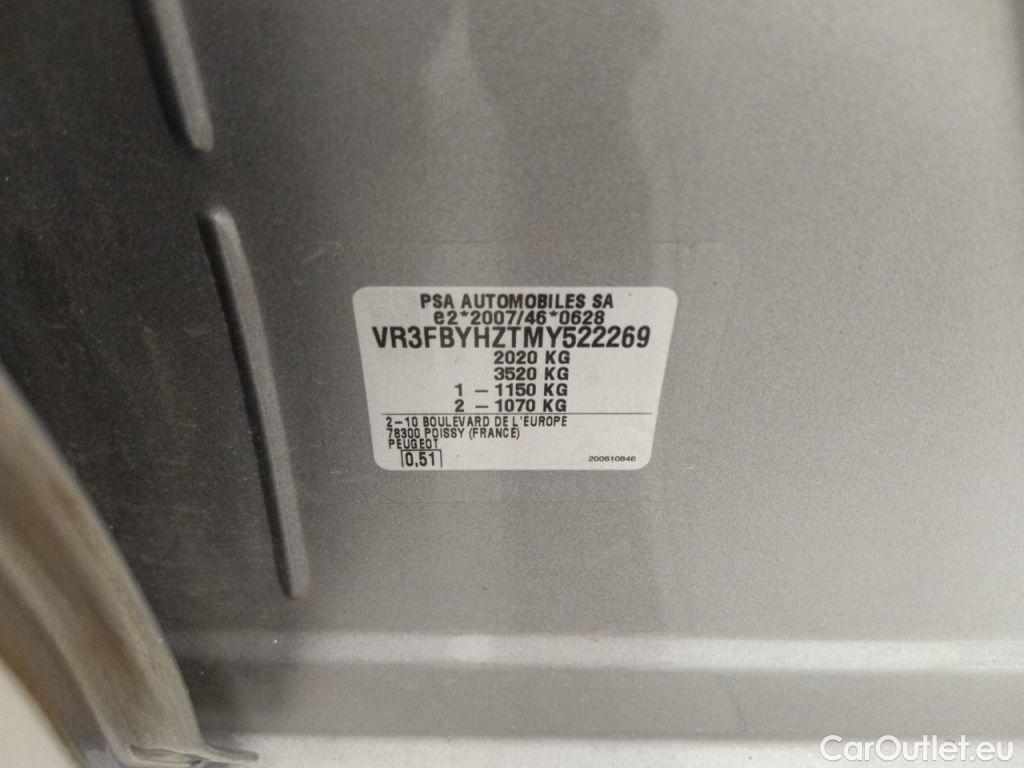 PSA AUTOMOBILES SA
e2*2007/46*0628
VR3FBYHZTMY522269
2020 KG
3520 KG
1 – 1150 KG
2 – 1070 KG
2–10 BOULEVARD DE L'EUROPE
78300 POISSY (FRANCE)
PEUGEOT
0,51
200610846
CarOutlet.eu